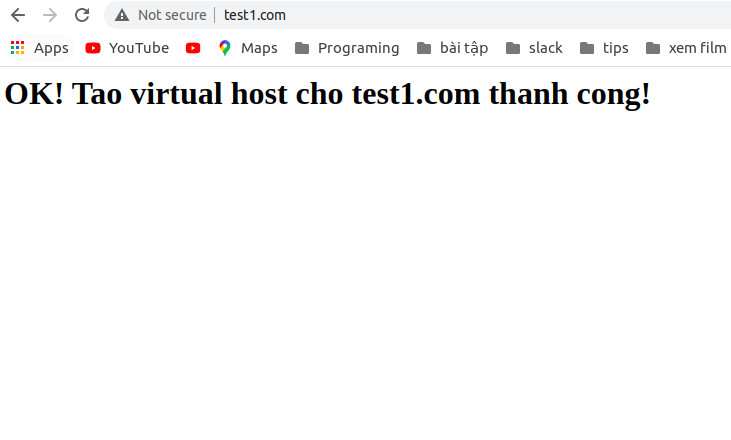 Not secure | test1.com
Apps YouTube Maps Programing bài tập slack tips xem film
OK! Tao virtual host cho test1.com thanh cong!